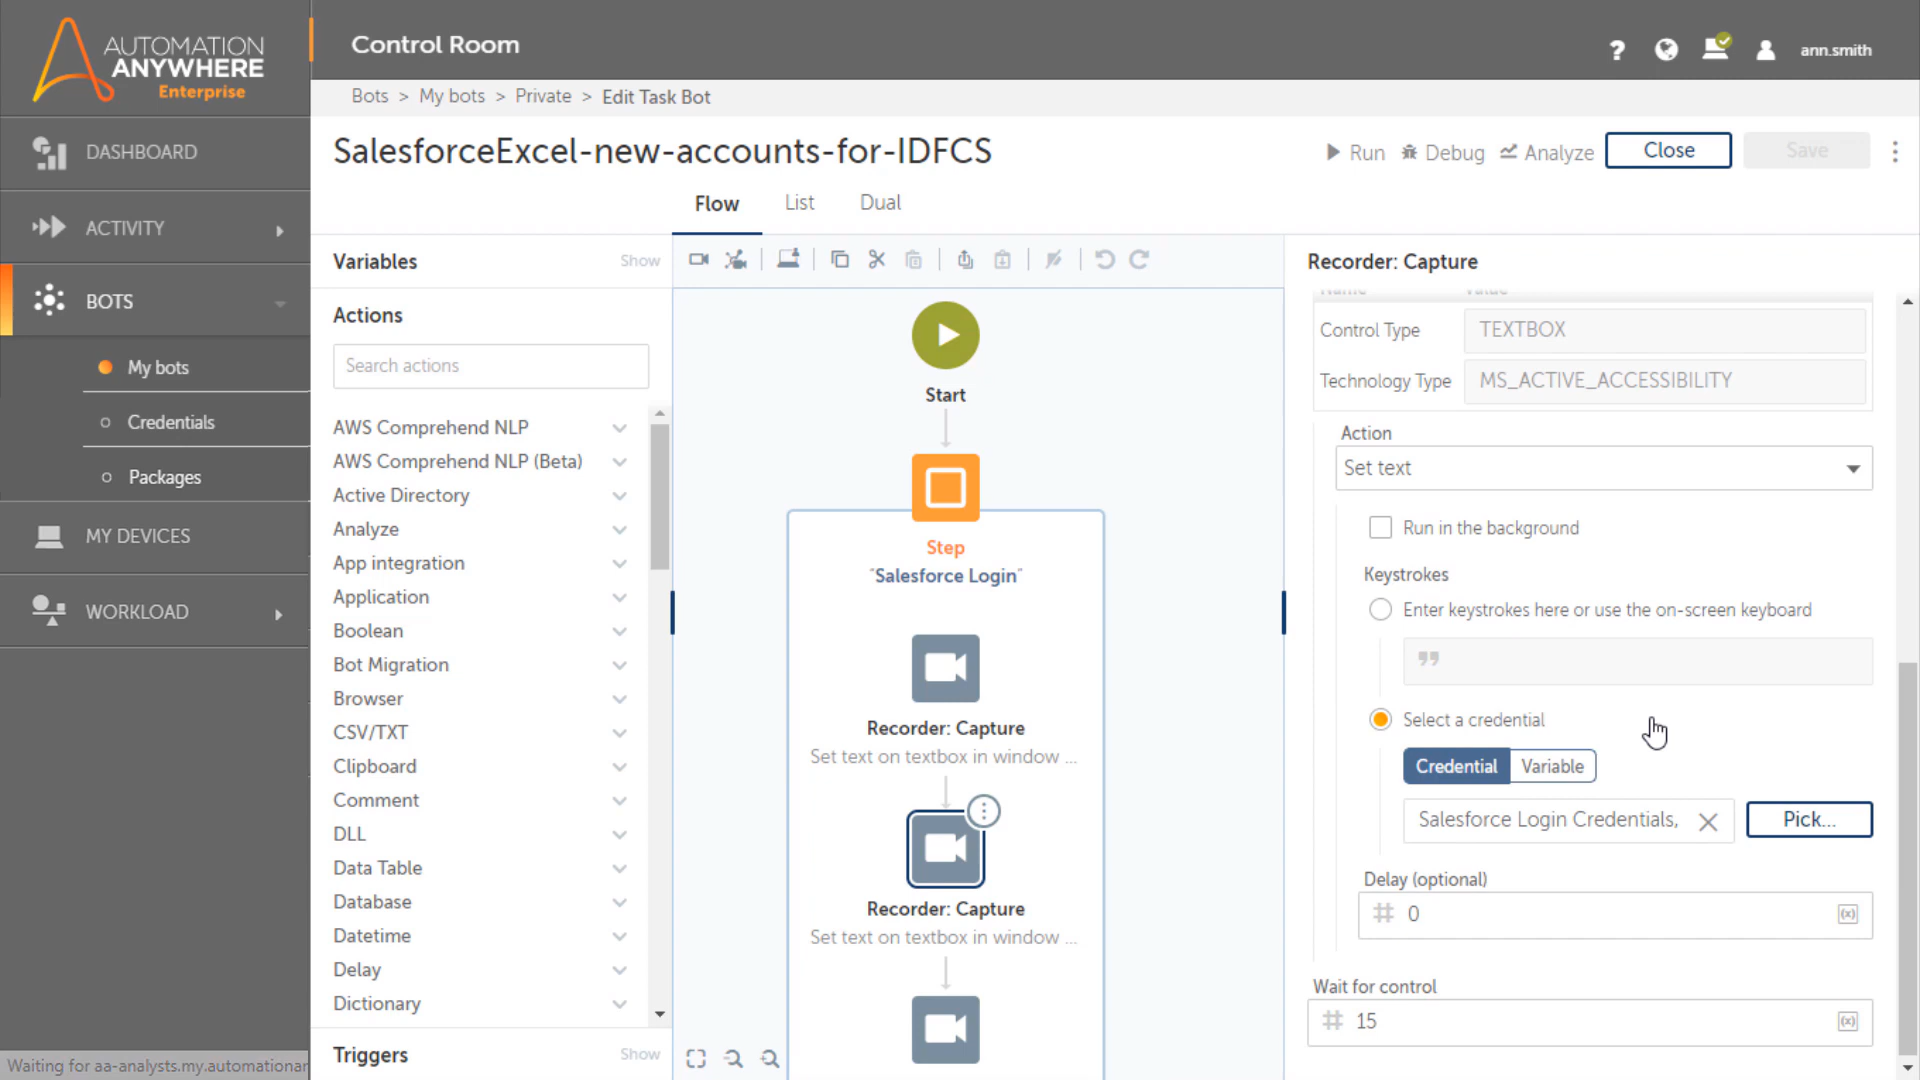 AUTOMATION
ANYWHERE
Enterprise
Control Room
?
ann.smith
Bots > My bots > Private > Edit Task Bot
SalesforceExcel-new-accounts-for-IDFCS
Run
Debug
Analyze
Close
Save
Flow
List
Dual
DASHBOARD
ACTIVITY
BOTS
My bots
Credentials
Packages
MY DEVICES
WORKLOAD
Waiting for aa-analysts.my.automationar
Variables
Show
Actions
Search actions
AWS Comprehend NLP
AWS Comprehend NLP (Beta)
Active Directory
Analyze
App integration
Application
Boolean
Bot Migration
Browser
CSV/TXT
Clipboard
Comment
DLL
Data Table
Database
Datetime
Delay
Dictionary
Triggers
Show
Start
Step
"Salesforce Login"
Recorder: Capture
Set text on textbox in window ...
Recorder: Capture
Set text on textbox in window ...
Recorder: Capture
Name
Value
Control Type
TEXTBOX
Technology Type
MS_ACTIVE_ACCESSIBILITY
Action
Set text
Run in the background
Keystrokes
Enter keystrokes here or use the on-screen keyboard
Select a credential
Credential
Variable
Salesforce Login Credentials,
Pick...
Delay (optional)
# 0
(x)
Wait for control
# 15
(x)